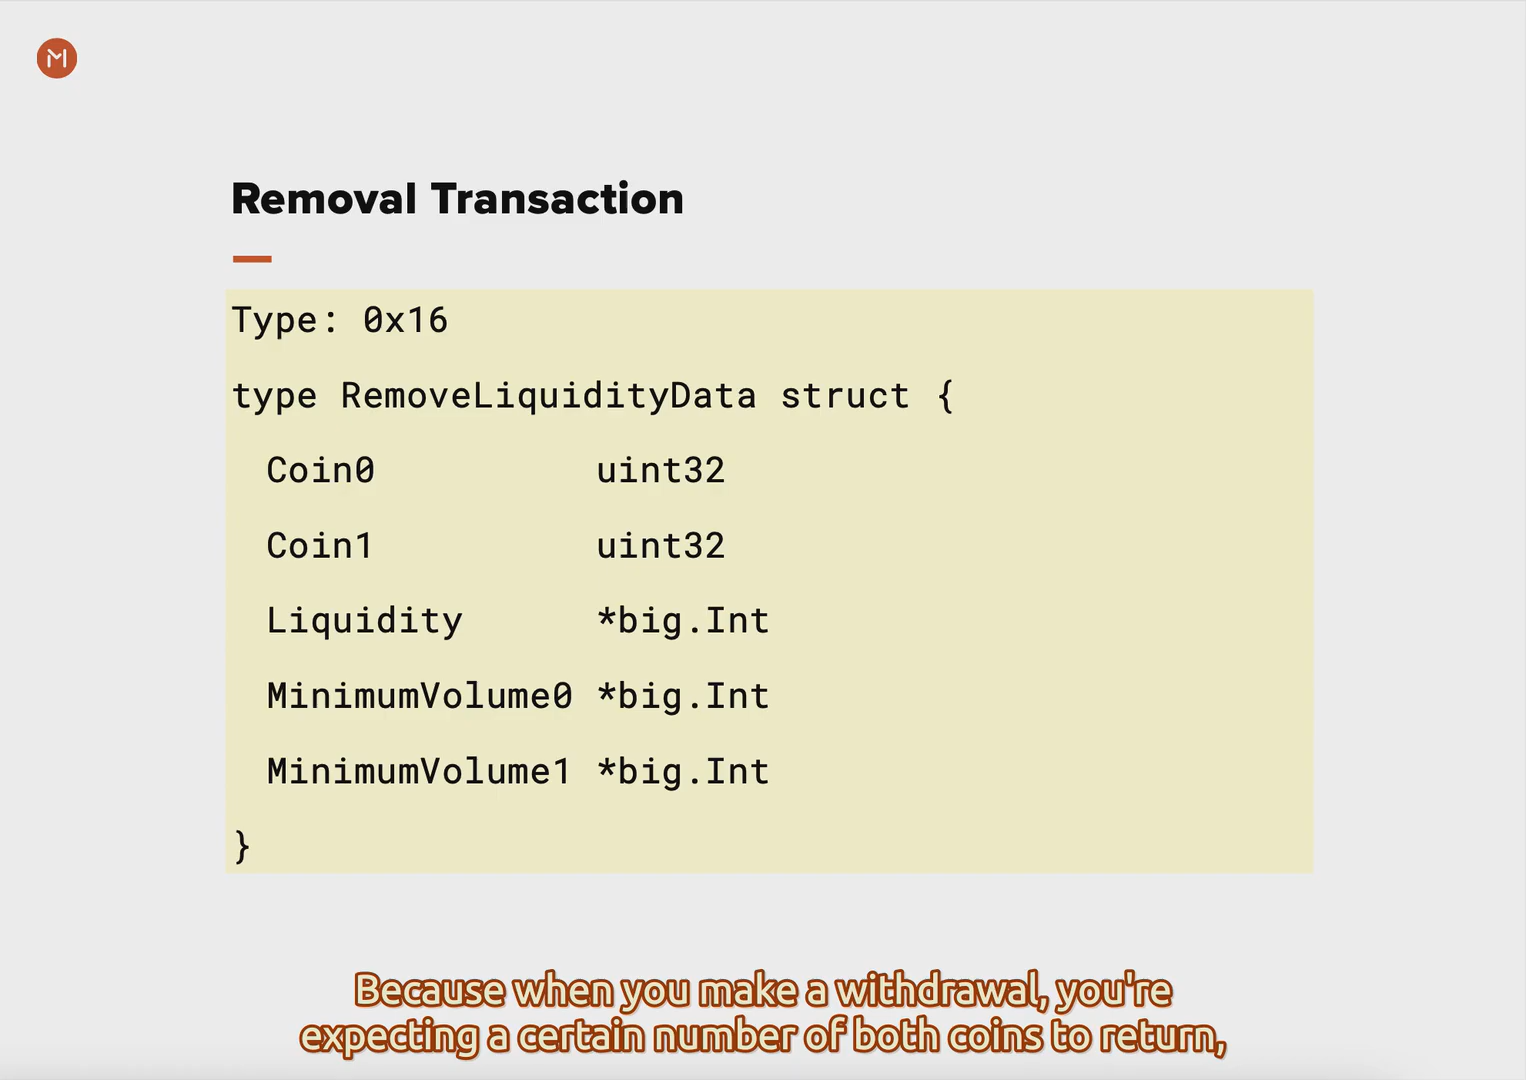 Removal Transaction
Type: 0x16
type RemoveLiquidityData struct {
Coin0 uint32
Coin1 uint32
Liquidity *big.Int
MinimumVolume0 *big.Int
MinimumVolume1 *big.Int
}
Because when you make a withdrawal, you're
expecting a certain number of both coins to return,